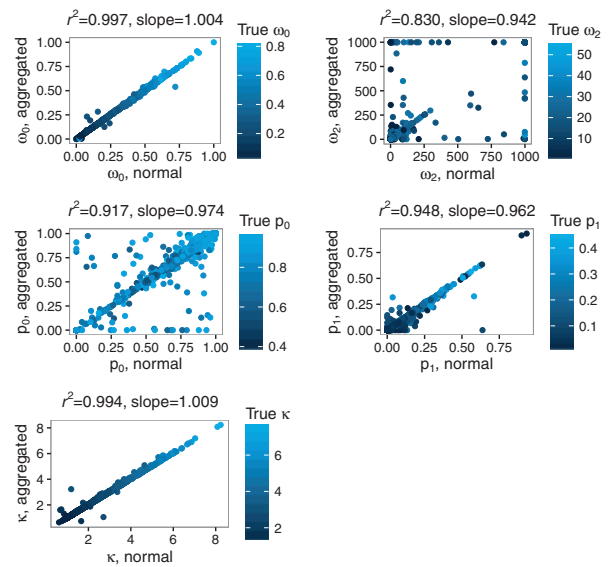 r²=0.997, slope=1.004
True ω₀
1.00
0.75
0.50
0.25
0.00
ω₀, aggregated
0.00 0.25 0.50 0.75 1.00
ω₀, normal
0.8
0.6
0.4
0.2
r²=0.830, slope=0.942
True ω₂
1000
750
500
250
0
ω₂, aggregated
0 250 500 750 1000
ω₂, normal
50
40
30
20
10
r²=0.917, slope=0.974
True p₀
1.00
0.75
0.50
0.25
0.00
p₀, aggregated
0.00 0.25 0.50 0.75 1.00
p₀, normal
0.8
0.6
0.4
r²=0.948, slope=0.962
True p₁
0.75
0.50
0.25
0.00
p₁, aggregated
0.00 0.25 0.50 0.75
p₁, normal
0.4
0.3
0.2
0.1
r²=0.994, slope=1.009
True κ
8
6
4
2
κ, aggregated
2 4 6 8
κ, normal
6
4
2